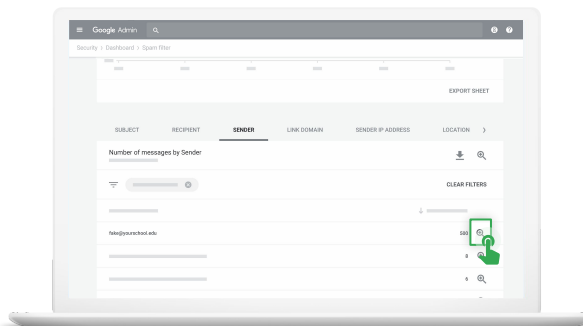 Google Admin
Security / Dashboard / Spam filter
EXPORT SHEET
SUBJECT RECIPIENT SENDER LINK DOMAIN SENDER IP ADDRESS LOCATION
Number of messages by Sender
CLEAR FILTERS
fake@yourschool.edu 500
8
6